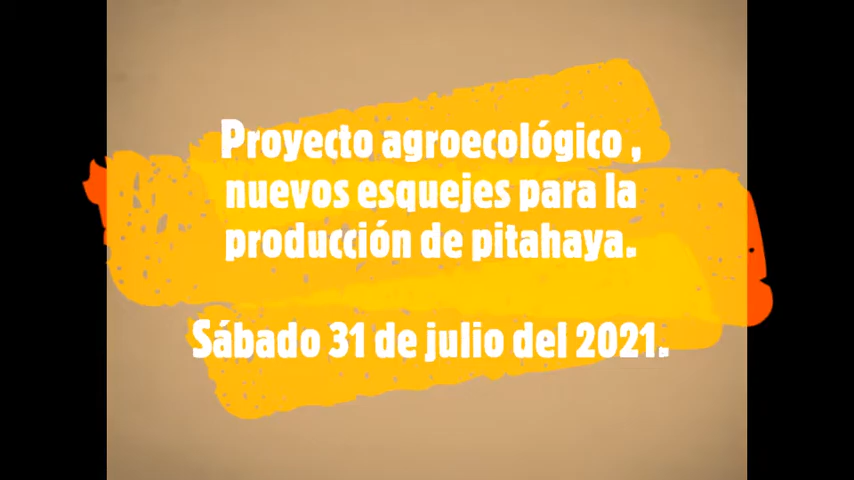 Proyecto agroecológico ,
nuevos esquejes para la
producción de pitahaya.
Sábado 31 de julio del 2021.